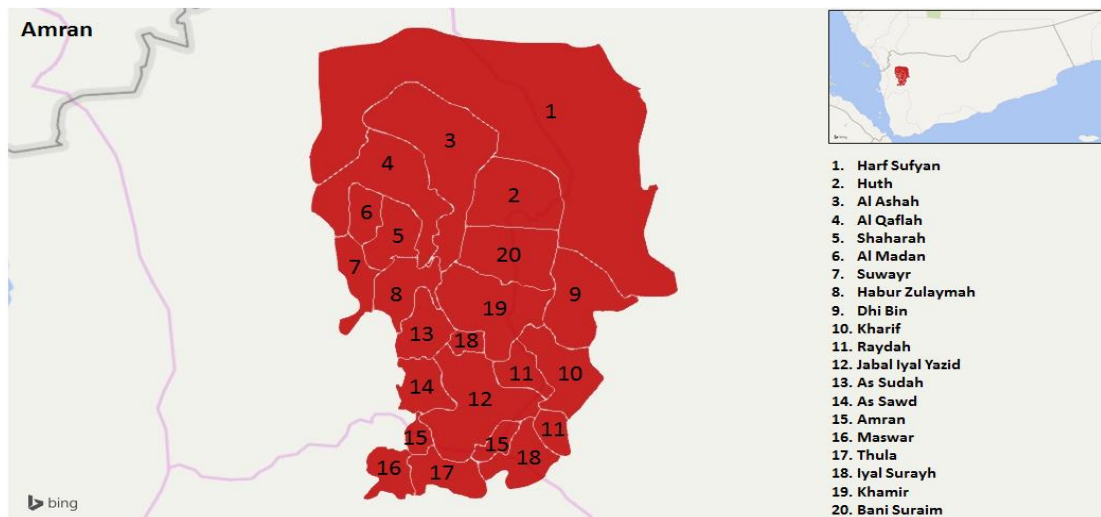 Amran
1
3
4
2
6
5
20
7
9
8
19
13
18
11
10
14
12
11
15
15
18
16
17
bing
bing
1. Harf Sufyan
2. Huth
3. Al Ashah
4. Al Qaflah
5. Shaharah
6. Al Madan
7. Suwayr
8. Habur Zulaymah
9. Dhi Bin
10. Kharif
11. Raydah
12. Jabal Iyal Yazid
13. As Sudah
14. As Sawd
15. Amran
16. Maswar
17. Thula
18. Iyal Surayh
19. Khamir
20. Bani Suraim